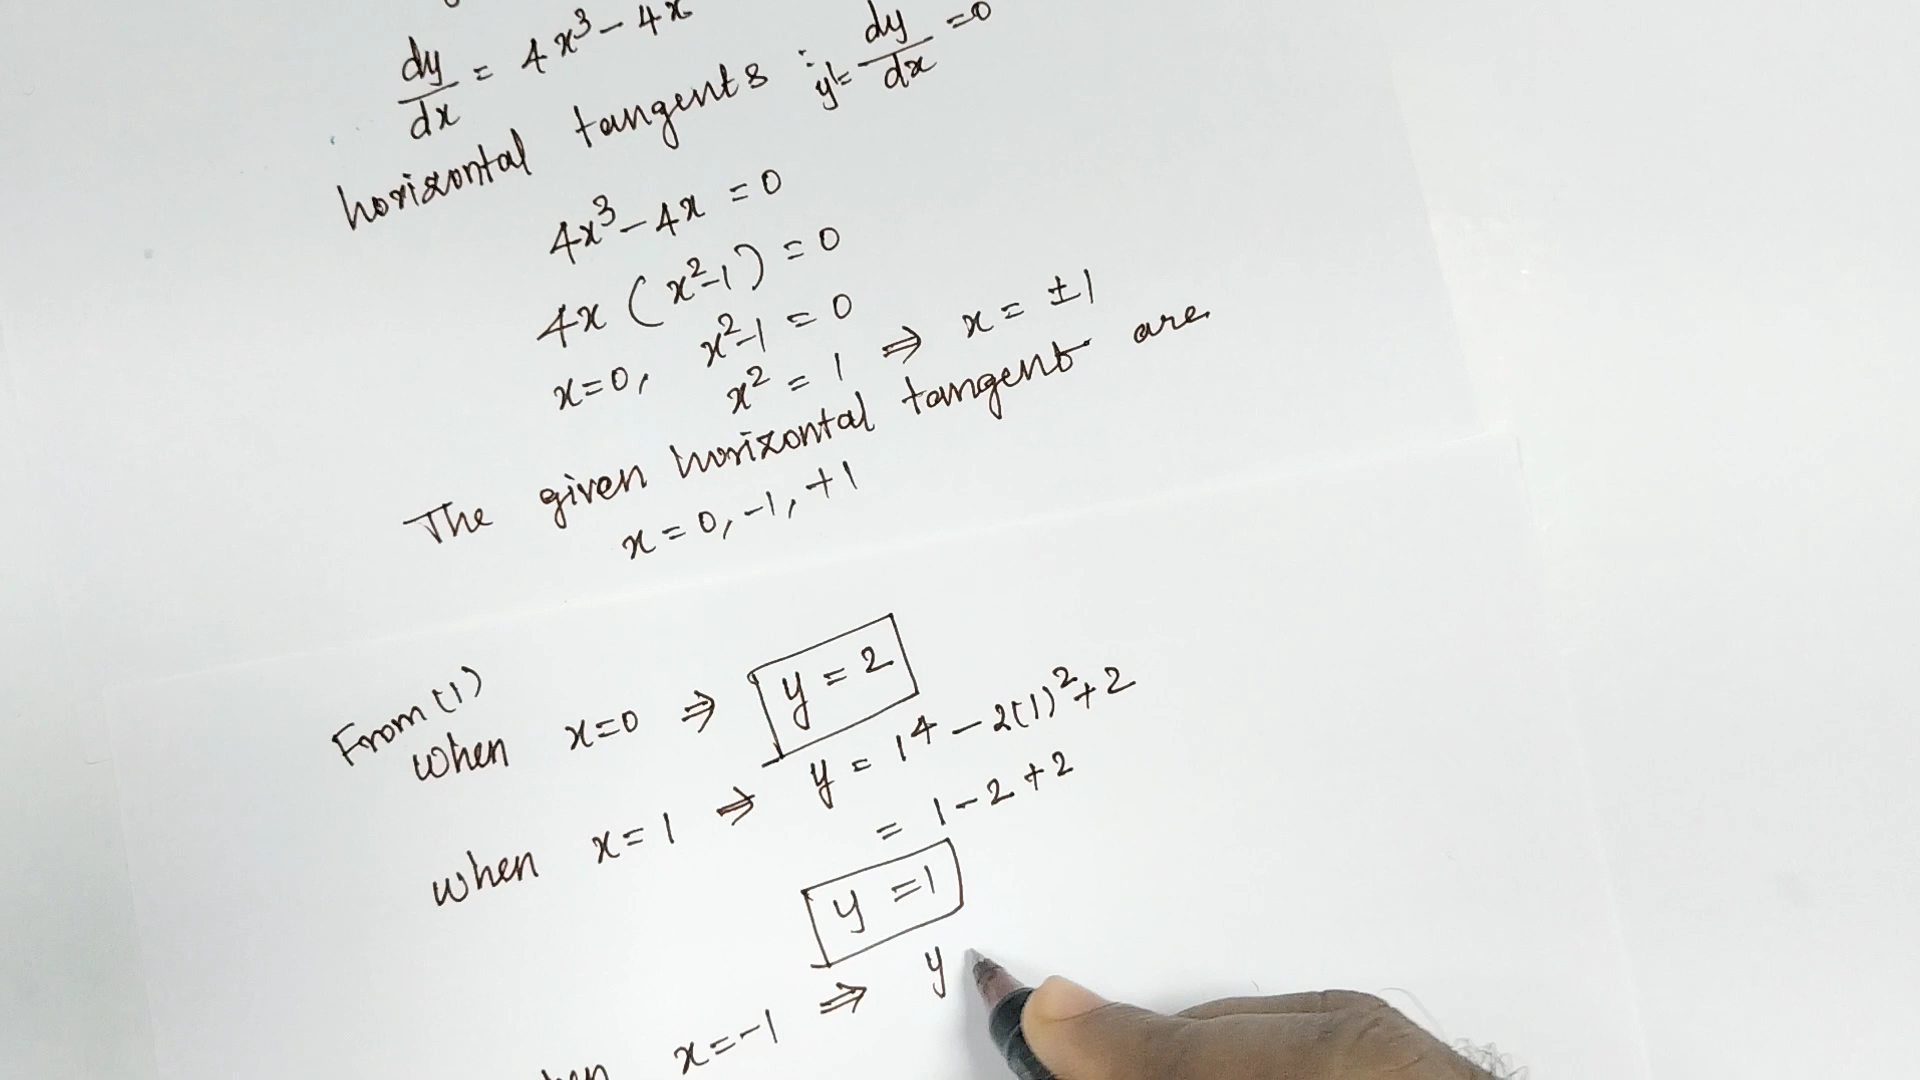 dy/dx = 4x³ - 4x
horizontal tangents : y' = dy/dx = 0
4x³ - 4x = 0
4x (x² - 1) = 0
x = 0, x² - 1 = 0
x² = 1 ⇒ x = ±1
The given horizontal tangent are
x = 0, -1, +1
From (1)
when x = 0 ⇒ y = 2
when x = 1 ⇒ y = 1⁴ - 2(1)² + 2
= 1 - 2 + 2
y = 1
x = -1 ⇒ y